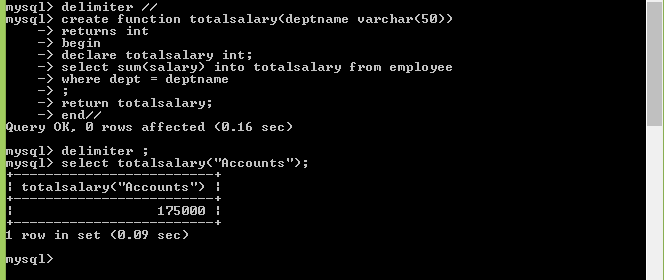 mysql> delimiter //
mysql> create function totalsalary(deptname varchar(50))
    -> returns int
    -> begin
    -> declare totalsalary int;
    -> select sum(salary) into totalsalary from employee
    -> where dept = deptname
    -> ;
    -> return totalsalary;
    -> end//
Query OK, 0 rows affected (0.16 sec)

mysql> delimiter ;
mysql> select totalsalary("Accounts");
+-------------------------+
¦ totalsalary("Accounts") ¦
+-------------------------+
¦                  175000 ¦
+-------------------------+
1 row in set (0.09 sec)

mysql>